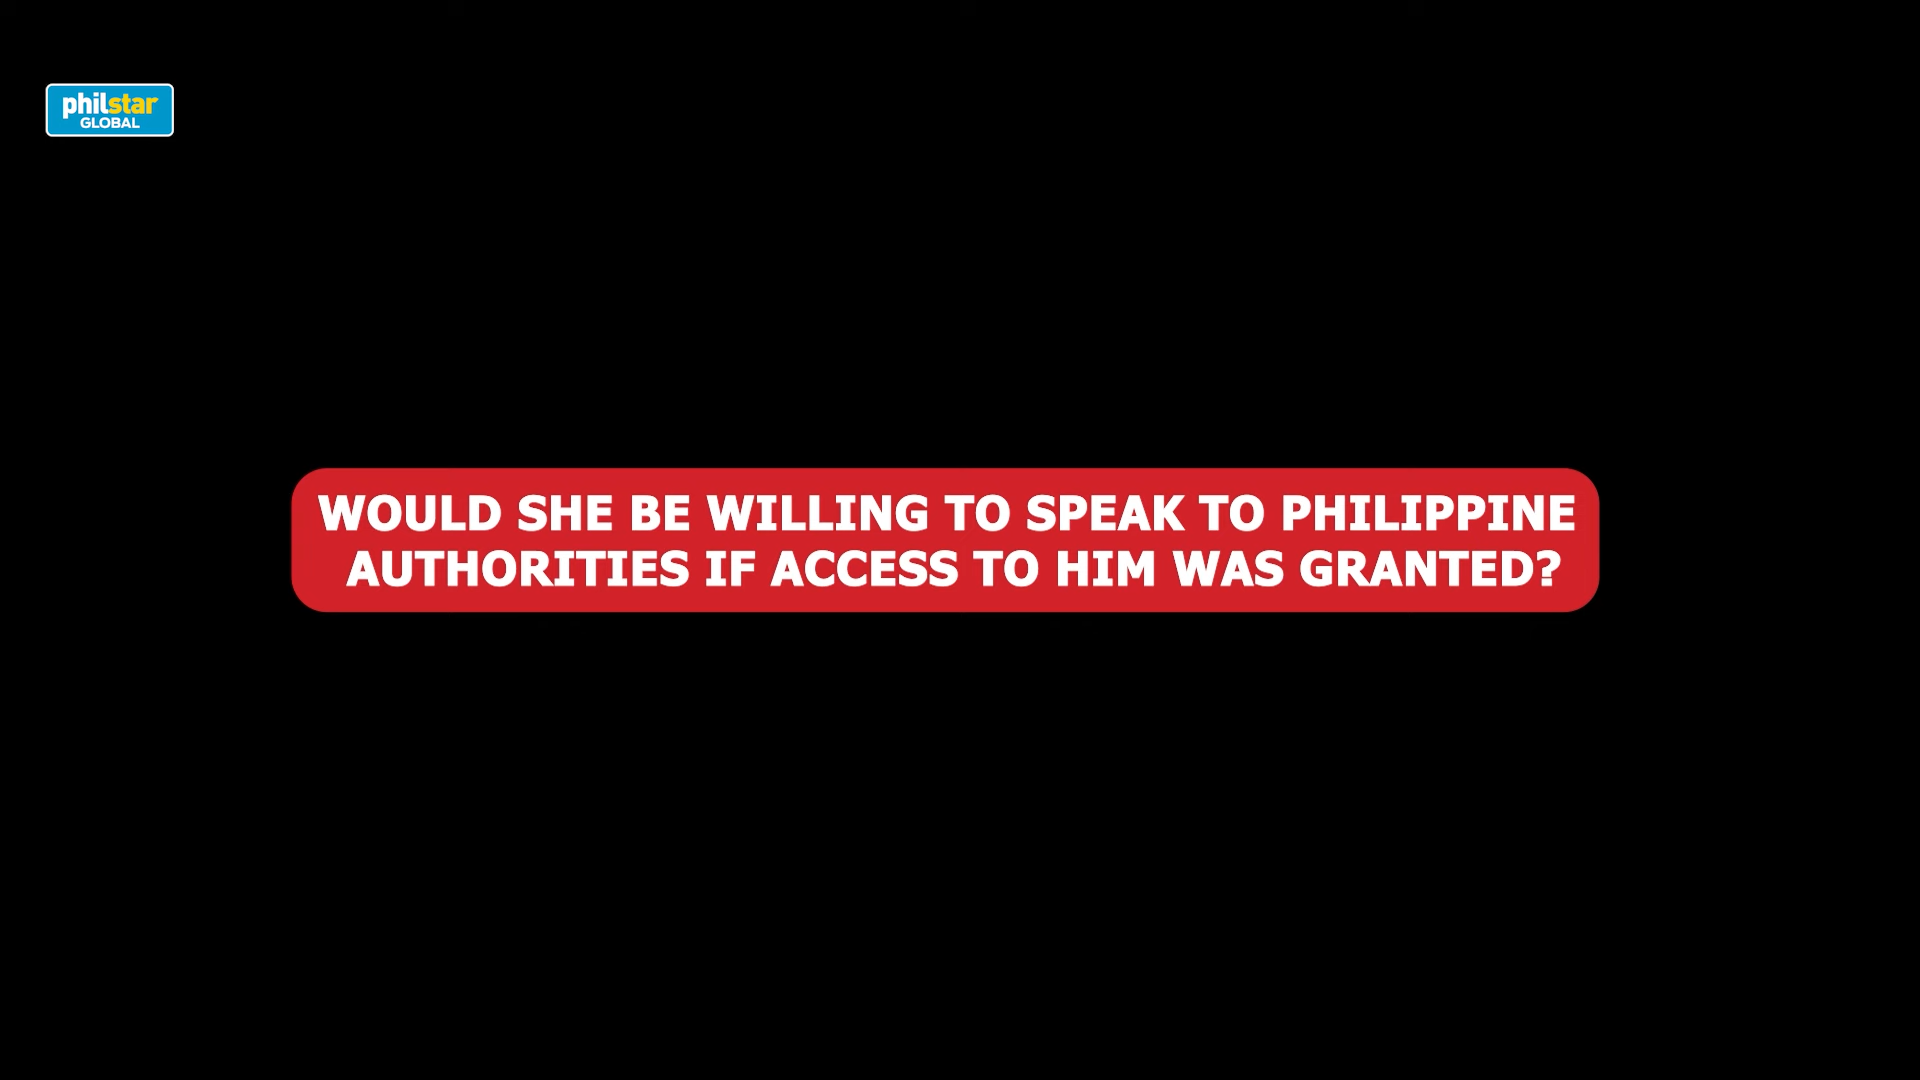 philstar
GLOBAL
WOULD SHE BE WILLING TO SPEAK TO PHILIPPINE
AUTHORITIES IF ACCESS TO HIM WAS GRANTED?